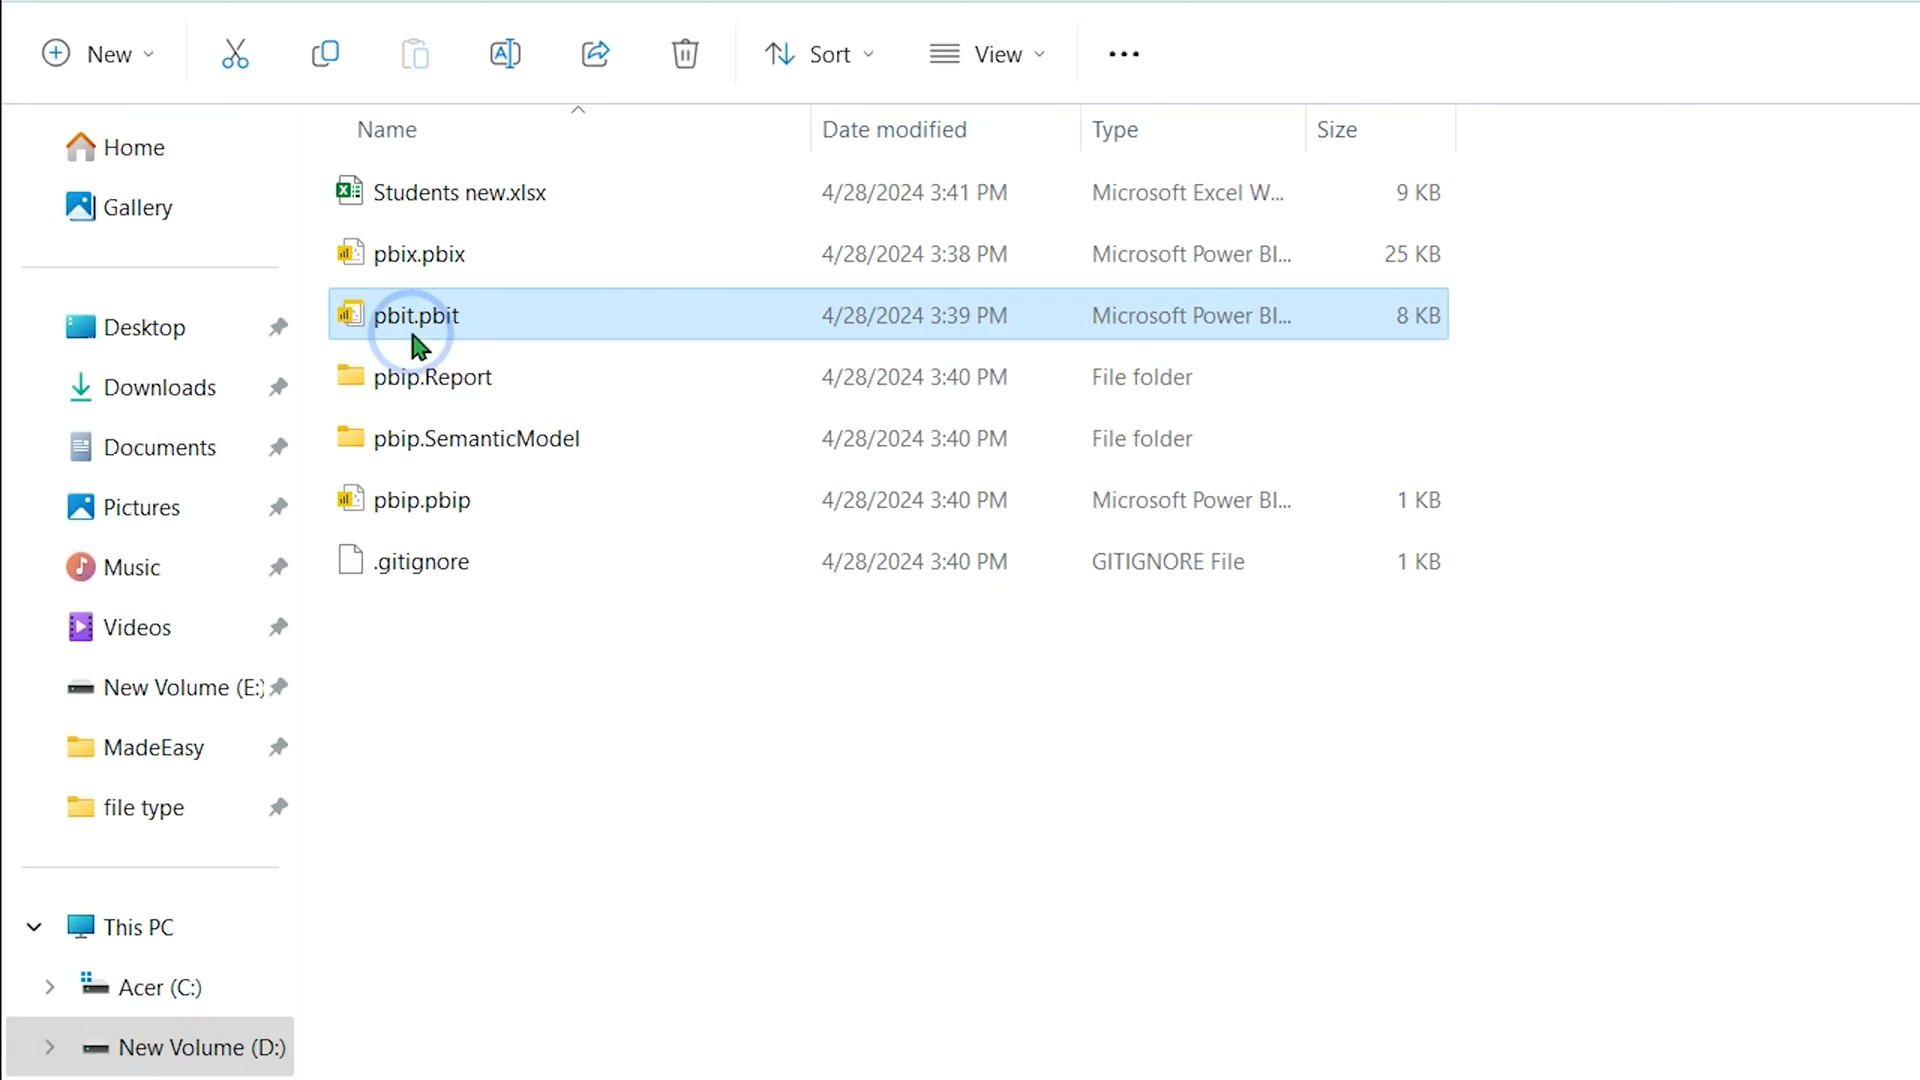 New Sort View
Name Date modified Type Size
Home
Gallery
Desktop
Downloads
Documents
Pictures
Music
Videos
New Volume (E:)
MadeEasy
file type
This PC
Acer (C:)
New Volume (D:)
Students new.xlsx 4/28/2024 3:41 PM Microsoft Excel W... 9 KB
pbix.pbix 4/28/2024 3:38 PM Microsoft Power BI... 25 KB
pbit.pbit 4/28/2024 3:39 PM Microsoft Power BI... 8 KB
pbip.Report 4/28/2024 3:40 PM File folder
pbip.SemanticModel 4/28/2024 3:40 PM File folder
pbip.pbip 4/28/2024 3:40 PM Microsoft Power BI... 1 KB
.gitignore 4/28/2024 3:40 PM GITIGNORE File 1 KB